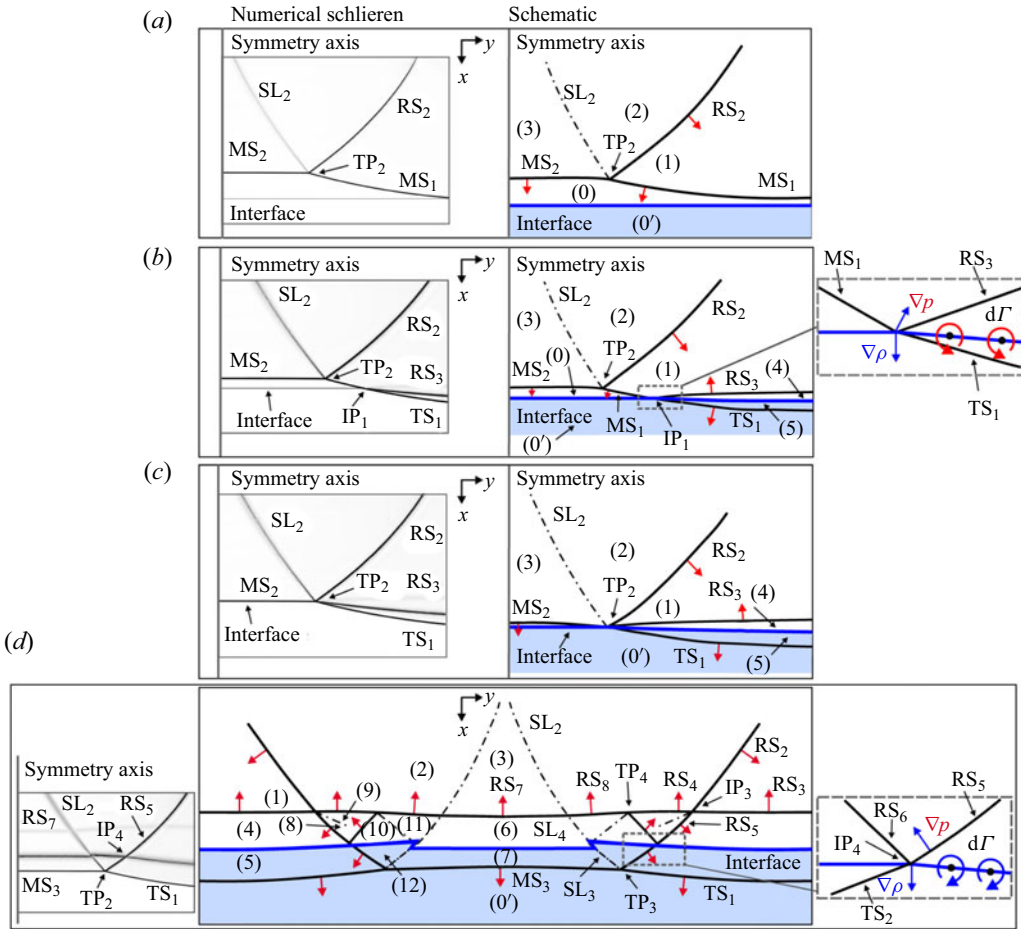 Numerical schlieren
Schematic
(a)
Symmetry axis
y
x
SL2
RS2
MS2
TP2
MS1
Interface
Symmetry axis
SL2
(2)
RS2
(3)
TP2
MS2
(1)
(0)
MS1
Interface
(0′)
(b)
Symmetry axis
y
x
SL2
RS2
MS2
TP2
RS3
Interface
IP1
TS1
Symmetry axis
SL2
(2)
RS2
(3)
TP2
(0)
MS2
(1)
RS3
(4)
Interface
MS1
TS1
(5)
(0′)
IP1
MS1
RS3
∇p
dΓ
∇ρ
TS1
(c)
Symmetry axis
y
x
SL2
RS2
MS2
TP2
RS3
Interface
TS1
Symmetry axis
SL2
(2)
RS2
(3)
TP2
RS3
(4)
MS2
(1)
Interface
(0′)
TS1
(5)
(d)
Symmetry axis
SL2
RS5
RS7
IP4
MS3
TP2
TS1
y
x
SL2
(3)
RS2
(2)
RS7
RS8
TP4
RS4
IP3
RS3
(1)
(9)
(4)
(8)
(10)
(11)
(6)
SL4
RS5
(5)
(7)
Interface
(12)
MS3
SL3
TP3
TS1
(0′)
RS5
RS6
∇p
IP4
dΓ
∇ρ
TS2